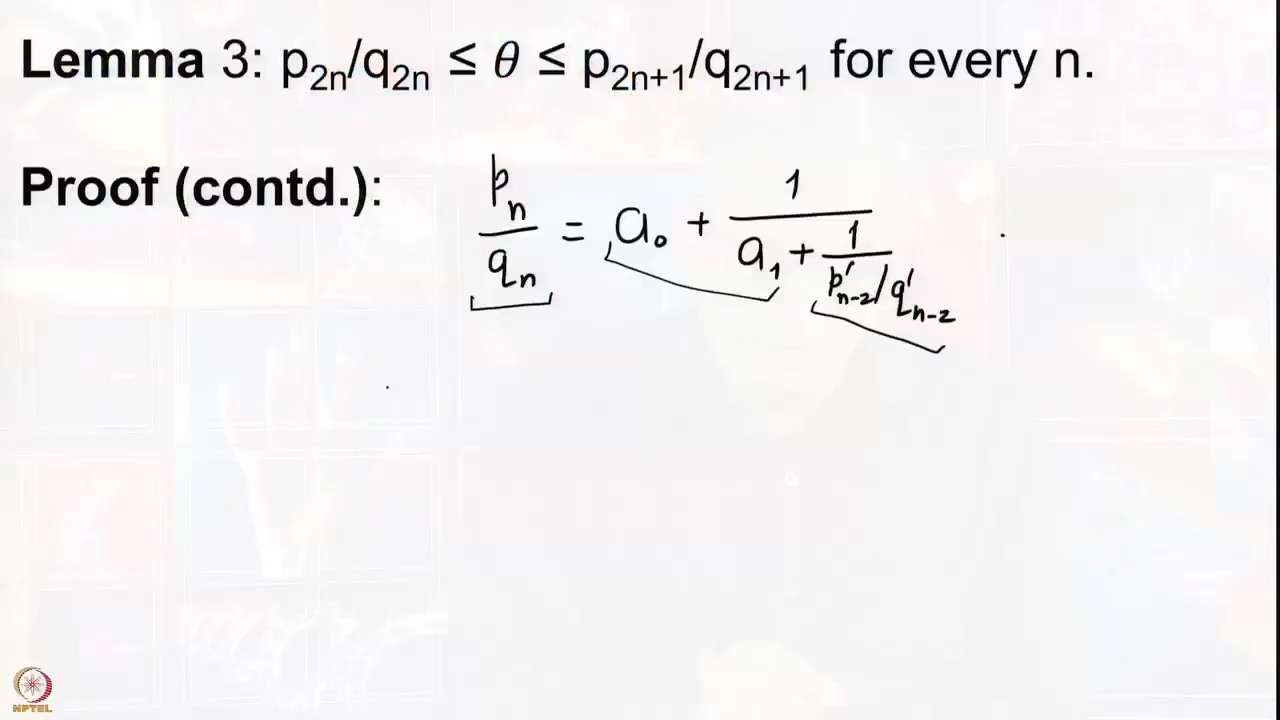 Lemma 3: p₂ₙ/q₂ₙ ≤ θ ≤ p₂ₙ₊₁/q₂ₙ₊₁ for every n.
Proof (contd.): pₙ/qₙ = a₀ + 1/(a₁ + 1/(p′ₙ₋₂/q′ₙ₋₂))
NPTEL